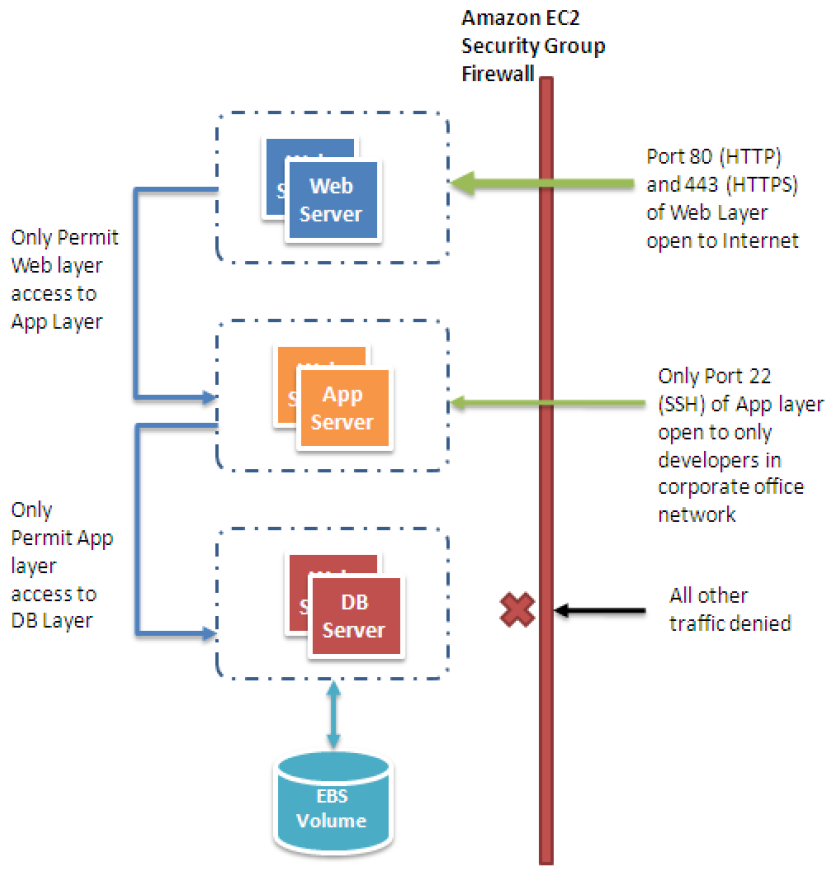 Amazon EC2
Security Group
Firewall
Web
Server
Port 80 (HTTP)
and 443 (HTTPS)
of Web Layer
open to Internet
Only Permit
Web layer
access to
App Layer
App
Server
Only Port 22
(SSH) of App layer
open to only
developers in
corporate office
network
Only
Permit App
layer
access to
DB Layer
DB
Server
All other
traffic denied
EBS
Volume